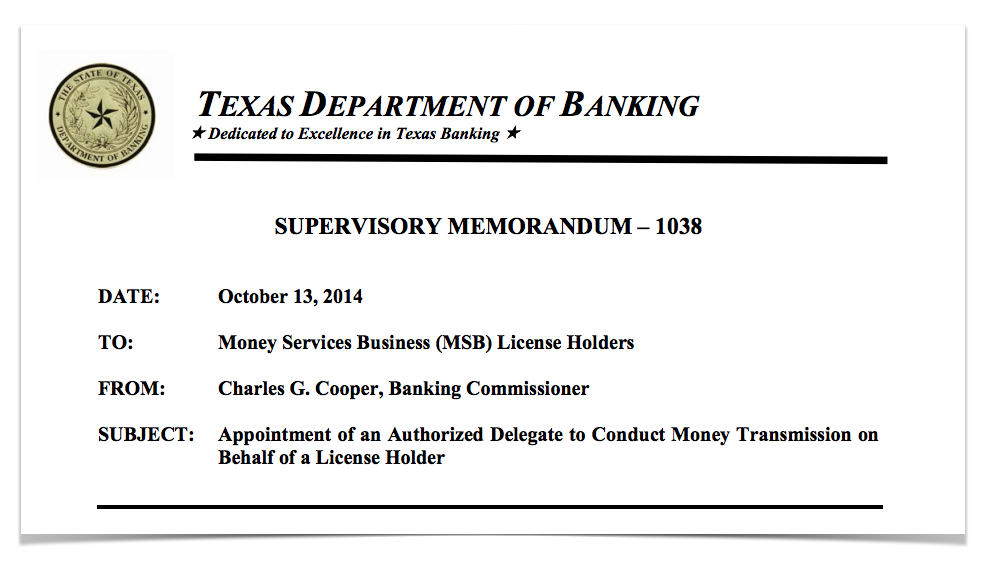 THE STATE OF TEXAS
DEPARTMENT OF BANKING
TEXAS DEPARTMENT OF BANKING
★ Dedicated to Excellence in Texas Banking ★
SUPERVISORY MEMORANDUM – 1038
DATE: October 13, 2014
TO: Money Services Business (MSB) License Holders
FROM: Charles G. Cooper, Banking Commissioner
SUBJECT: Appointment of an Authorized Delegate to Conduct Money Transmission on
Behalf of a License Holder